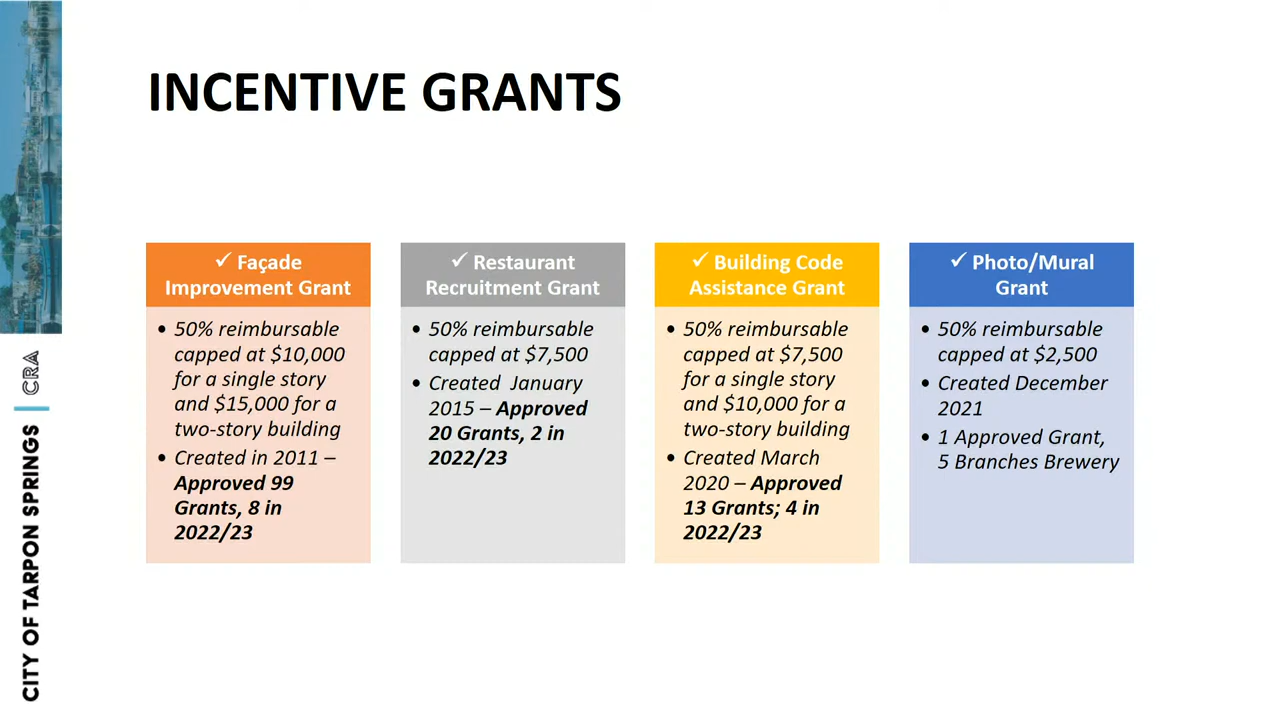 INCENTIVE GRANTS
✓ Façade
Improvement Grant
• 50% reimbursable
capped at $10,000
for a single story
and $15,000 for a
two-story building
• Created in 2011 –
Approved 99
Grants, 8 in
2022/23
✓ Restaurant
Recruitment Grant
• 50% reimbursable
capped at $7,500
• Created January
2015 – Approved
20 Grants, 2 in
2022/23
✓ Building Code
Assistance Grant
• 50% reimbursable
capped at $7,500
for a single story
and $10,000 for a
two-story building
• Created March
2020 – Approved
13 Grants; 4 in
2022/23
✓ Photo/Mural
Grant
• 50% reimbursable
capped at $2,500
• Created December
2021
• 1 Approved Grant,
5 Branches Brewery
CITY OF TARPON SPRINGS | CRA